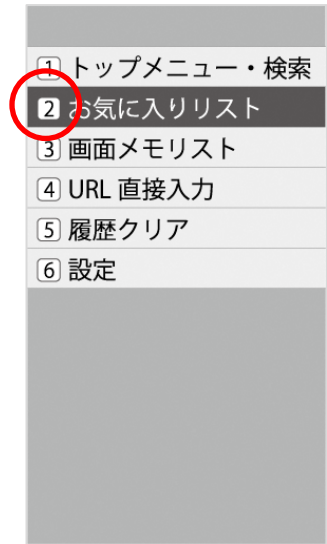 1 トップメニュー・検索
2 お気に入りリスト
3 画面メモリスト
4 URL 直接入力
5 履歴クリア
6 設定